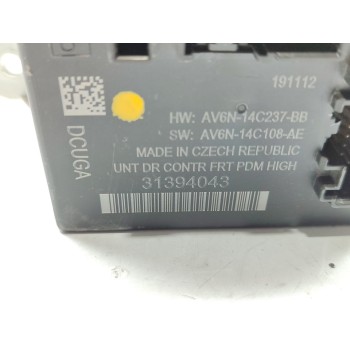 191112
DCUGA
HW: AV6N-14C237-BB
SW: AV6N-14C108-AE
MADE IN CZECH REPUBLIC
UNT DR CONTR FRT PDM HIGH
31394043